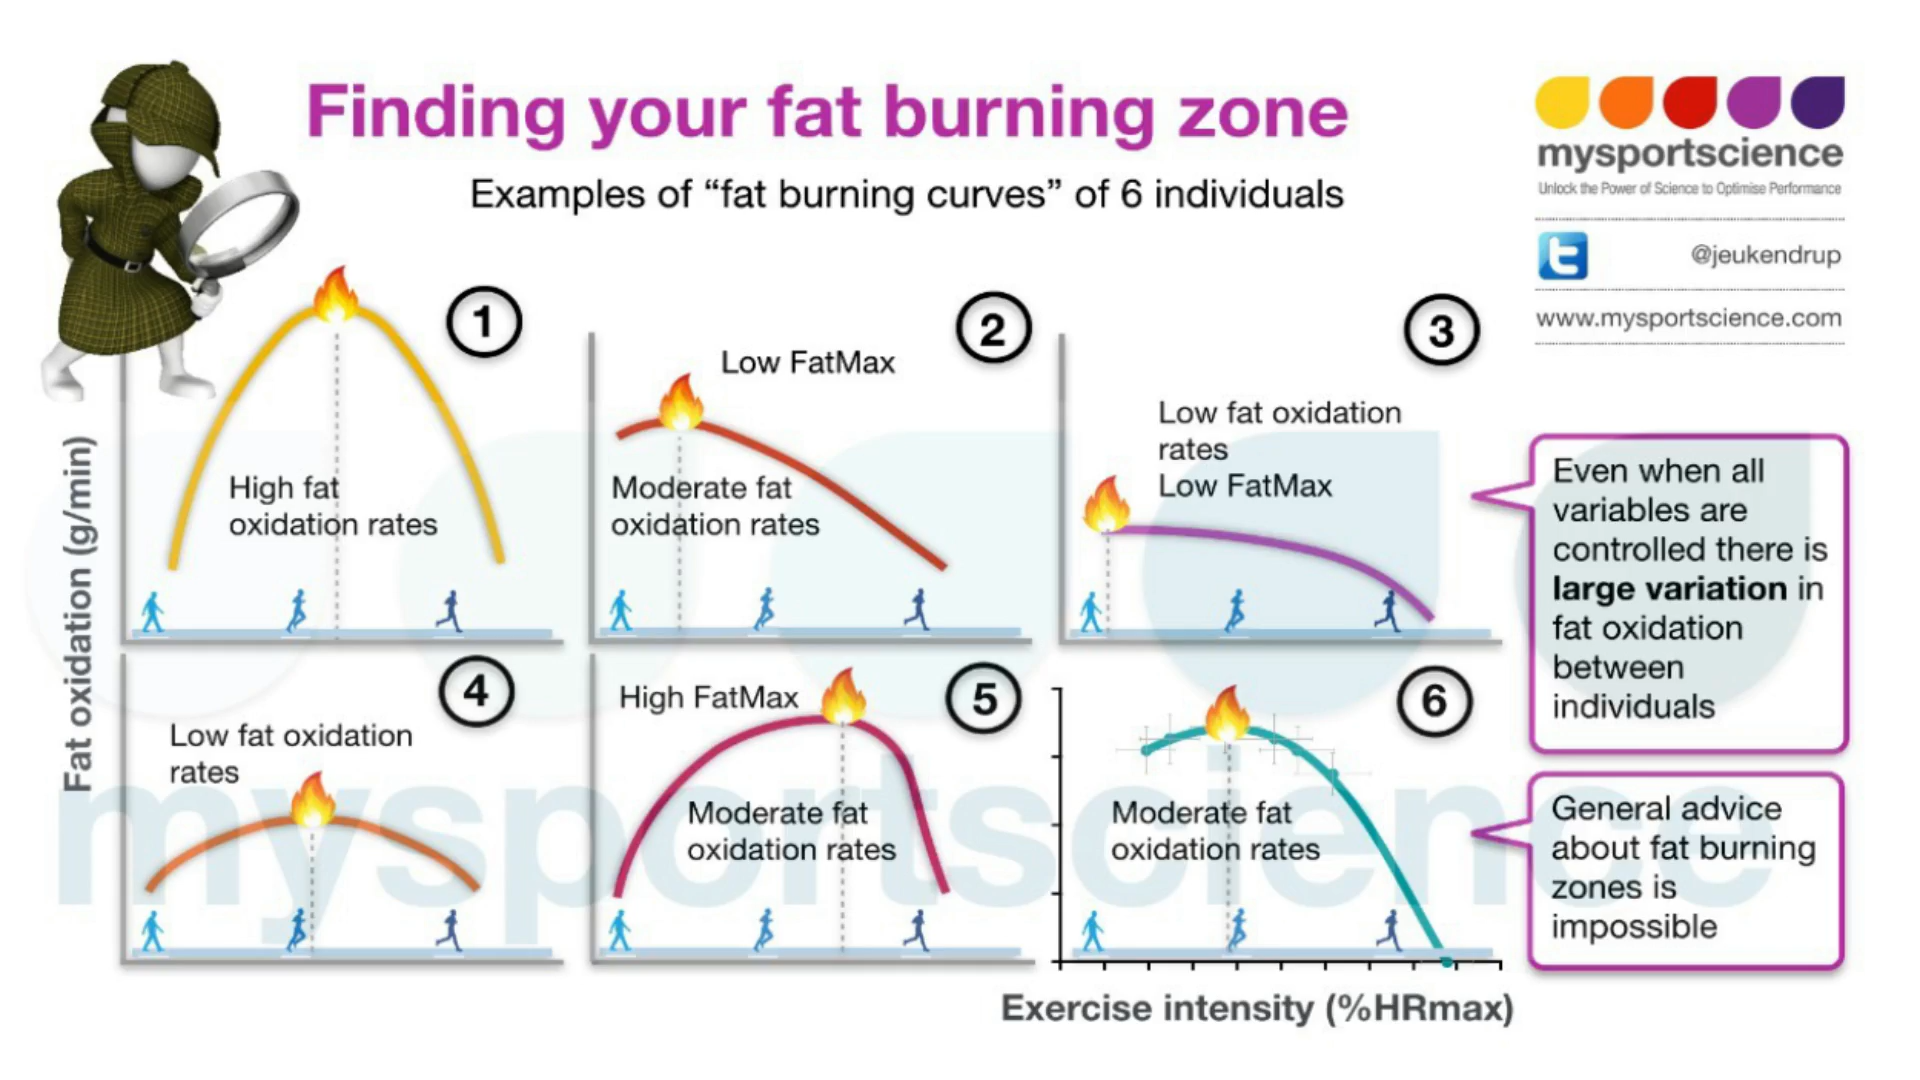 Finding your fat burning zone
Examples of “fat burning curves” of 6 individuals
mysportscience
Unlock the Power of Science to Optimise Performance
@jeukendrup
www.mysportscience.com
Fat oxidation (g/min)
1
High fat
oxidation rates
2
Low FatMax
Moderate fat
oxidation rates
3
Low fat oxidation
rates
Low FatMax
4
Low fat oxidation
rates
5
High FatMax
Moderate fat
oxidation rates
6
Moderate fat
oxidation rates
Exercise intensity (%HRmax)
Even when all
variables are
controlled there is
large variation in
fat oxidation
between
individuals
General advice
about fat burning
zones is
impossible
mysportscience